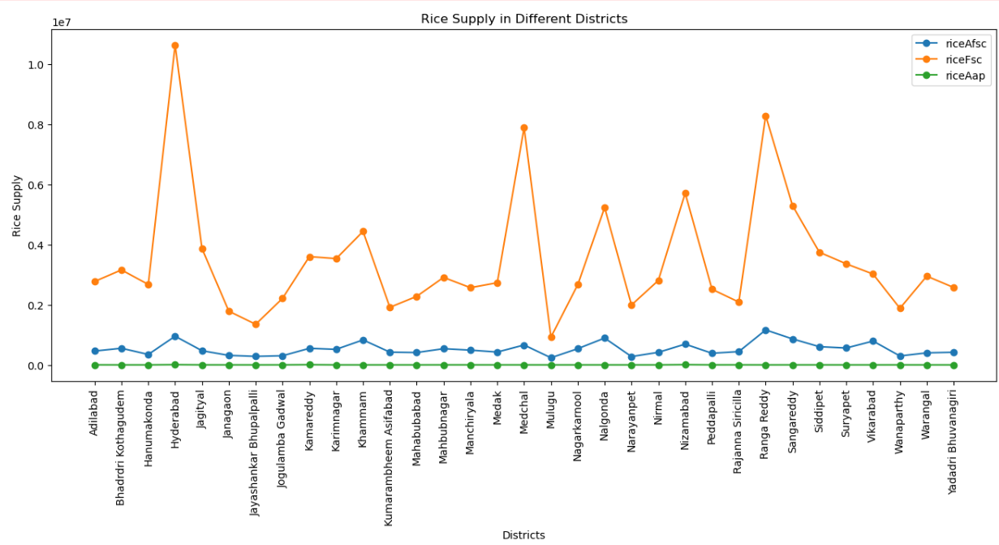 Rice Supply in Different Districts
1e7
riceAfsc
riceFsc
riceAap
1.0
0.8
0.6
0.4
0.2
0.0
Rice Supply
Adilabad
Bhadrdri Kothagudem
Hanumakonda
Hyderabad
Jagityal
Janagaon
Jayashankar Bhupalpalli
Jogulamba Gadwal
Kamareddy
Karimnagar
Khammam
Kumarambheem Asifabad
Mahabubabad
Mahbubnagar
Manchiryala
Medak
Medchal
Mulugu
Nagarkarnool
Nalgonda
Narayanpet
Nirmal
Nizamabad
Peddapalli
Rajanna Siricilla
Ranga Reddy
Sangareddy
Siddipet
Suryapet
Vikarabad
Wanaparthy
Warangal
Yadadri Bhuvanagiri
Districts